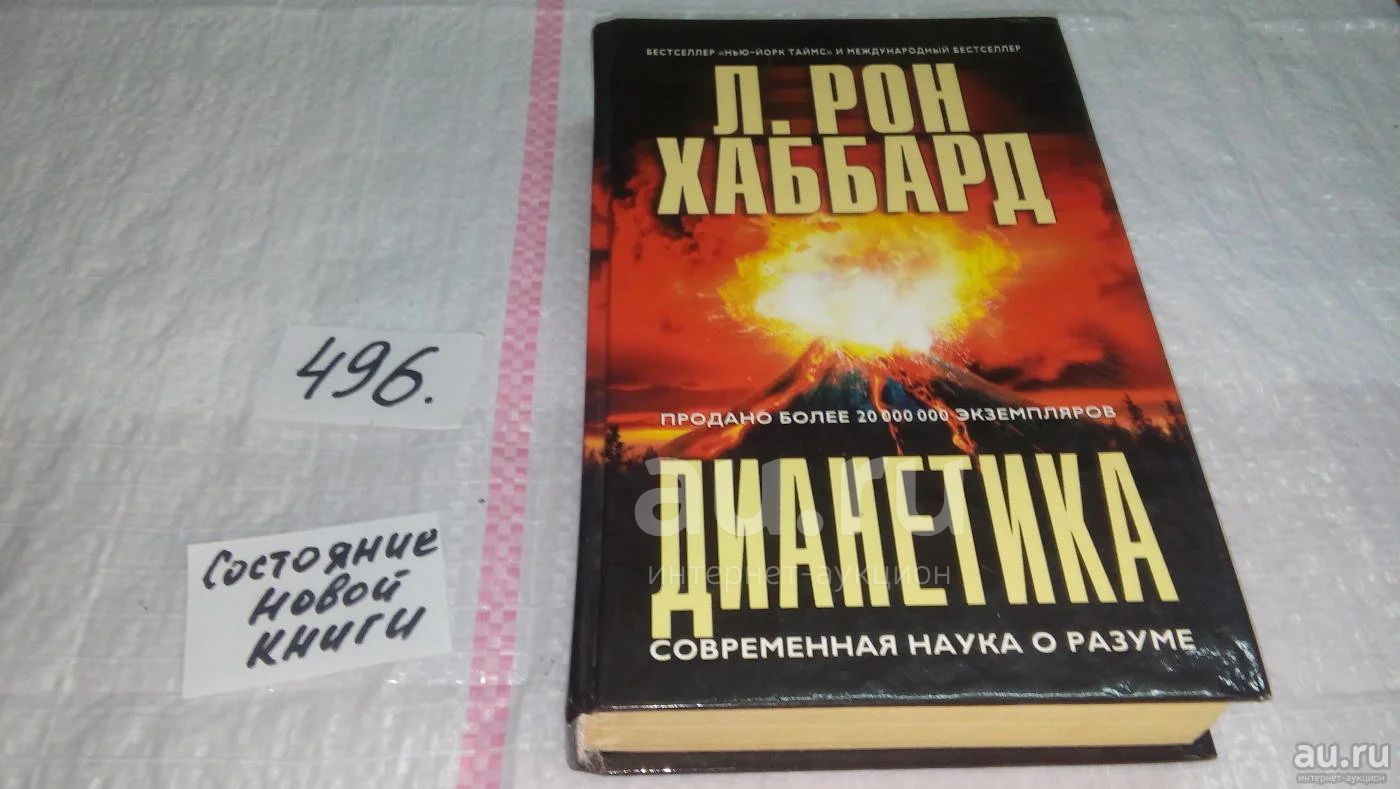 БЕСТСЕЛЛЕР «НЬЮ-ЙОРК ТАЙМС» И МЕЖДУНАРОДНЫЙ БЕСТСЕЛЛЕР
Л. РОН
ХАББАРД
496.
ПРОДАНО БОЛЕЕ 20 000 000 ЭКЗЕМПЛЯРОВ
au.ru
ДИАНЕТИКА
интернет-аукцион
СОВРЕМЕННАЯ НАУКА О РАЗУМЕ
Состояние
новой
книги
au.ru
интернет-аукцион